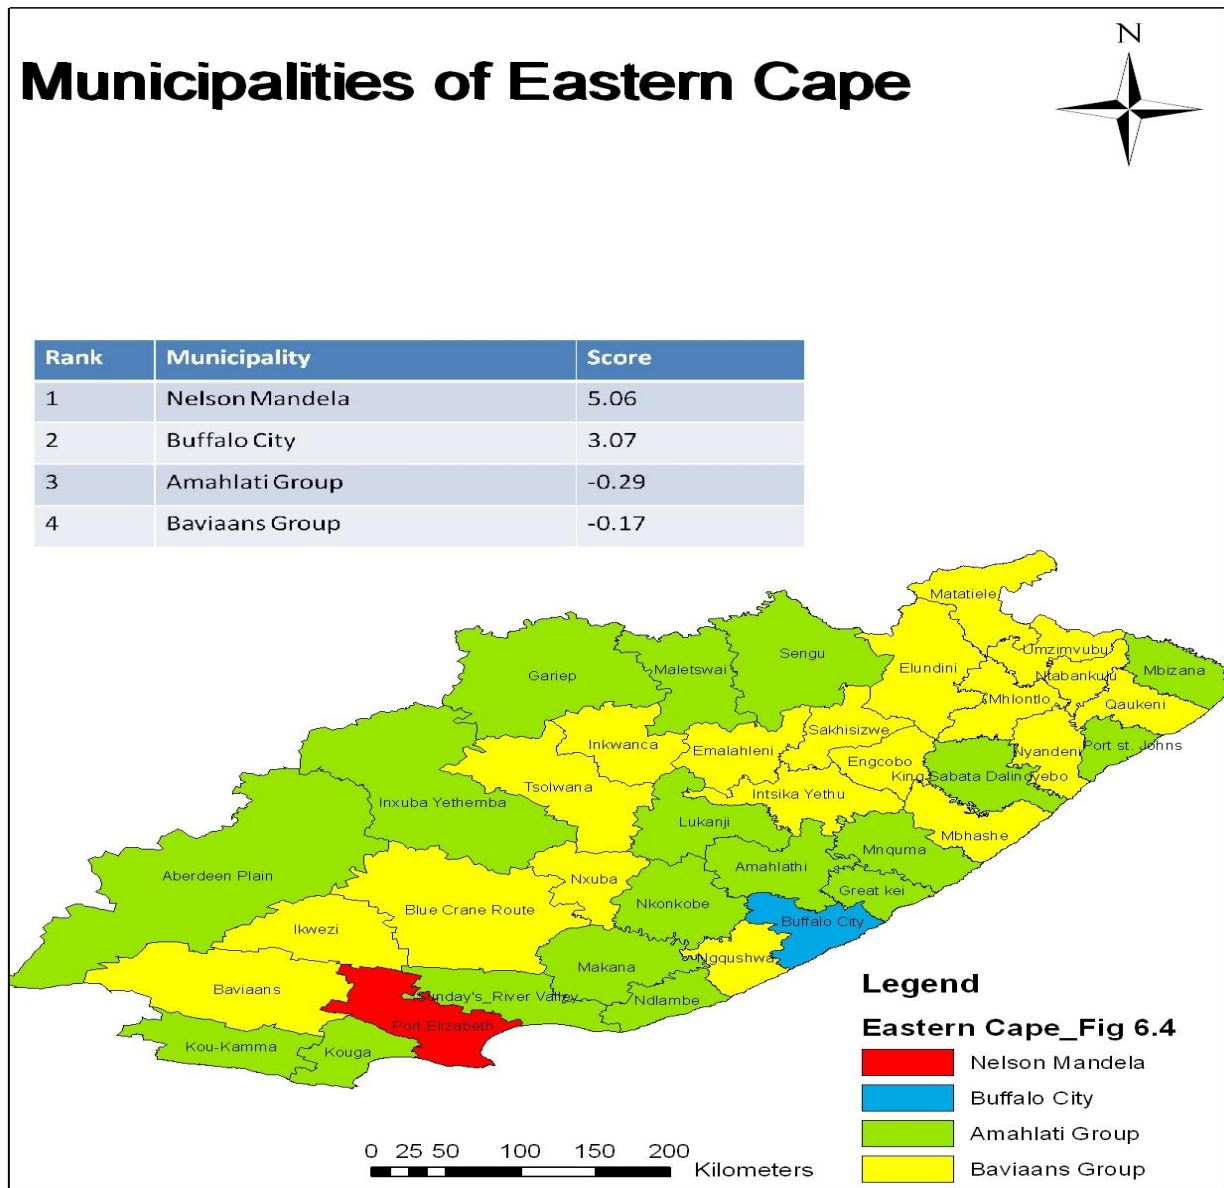 N
Municipalities of Eastern Cape
Rank Municipality Score
1 Nelson Mandela 5.06
2 Buffalo City 3.07
3 Amahlati Group -0.29
4 Baviaans Group -0.17
Matatiele
Umzimvubu
Sengu
Elundini
Ntabankulu
Mbizana
Gariep
Maletswai
Mhlontlo
Qaukeni
Sakhisizwe
Inkwanca
Emalahleni
Nyandeni
Port st. Johns
Engcobo
King Sabata Dalindyebo
Tsolwana
Intsika Yethu
Inxuba Yethemba
Lukanji
Mbhashe
Mnquma
Amahlathi
Aberdeen Plain
Nxuba
Great kei
Nkonkobe
Blue Crane Route
Buffalo City
Ikwezi
Ngqushwa
Makana
Baviaans
Sunday's_River Valley
Ndlambe
Port Elizabeth
Kou-Kamma
Kouga
Legend
Eastern Cape_Fig 6.4
Nelson Mandela
Buffalo City
Amahlati Group
Baviaans Group
0 25 50 100 150 200
Kilometers